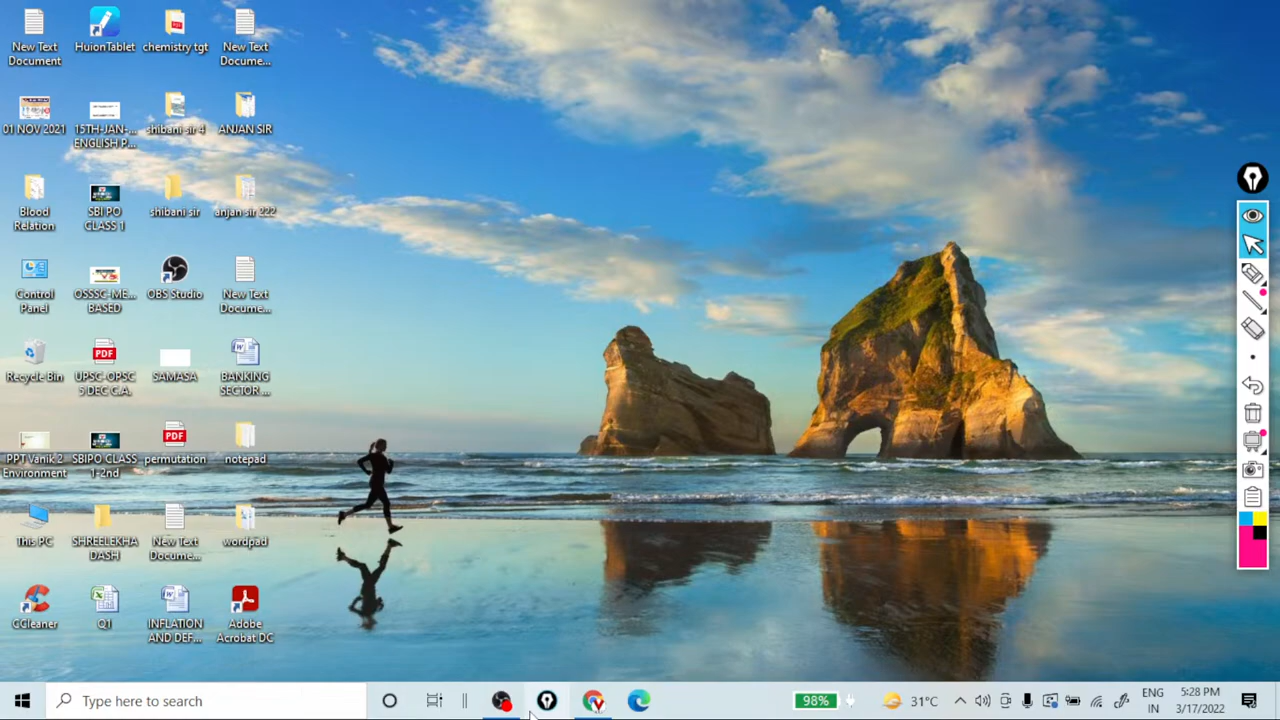 New Text
Document
HuionTablet
chemistry tgt
New Text
Docume...
01 NOV 2021
15TH-JAN-...
ENGLISH P...
shibani sir 4
ANJAN SIR
Blood
Relation
SBI PO
CLASS 1
shibani sir
anjan sir 222
Control
Panel
OSSSC-ME...
BASED
OBS Studio
New Text
Docume...
Recycle Bin
PDF
UPSC-OPSC
5 DEC C.A.
SAMASA
BANKING
SECTOR ...
PPT Vanik 2
Environment
SBIPO CLASS
1-2nd
PDF
permutation
notepad
This PC
SHREELEKHA
DASH
New Text
Docume...
wordpad
CCleaner
Q1
INFLATION
AND DEF...
Adobe
Acrobat DC
Type here to search
98%
31°C
ENG
IN
5:28 PM
3/17/2022